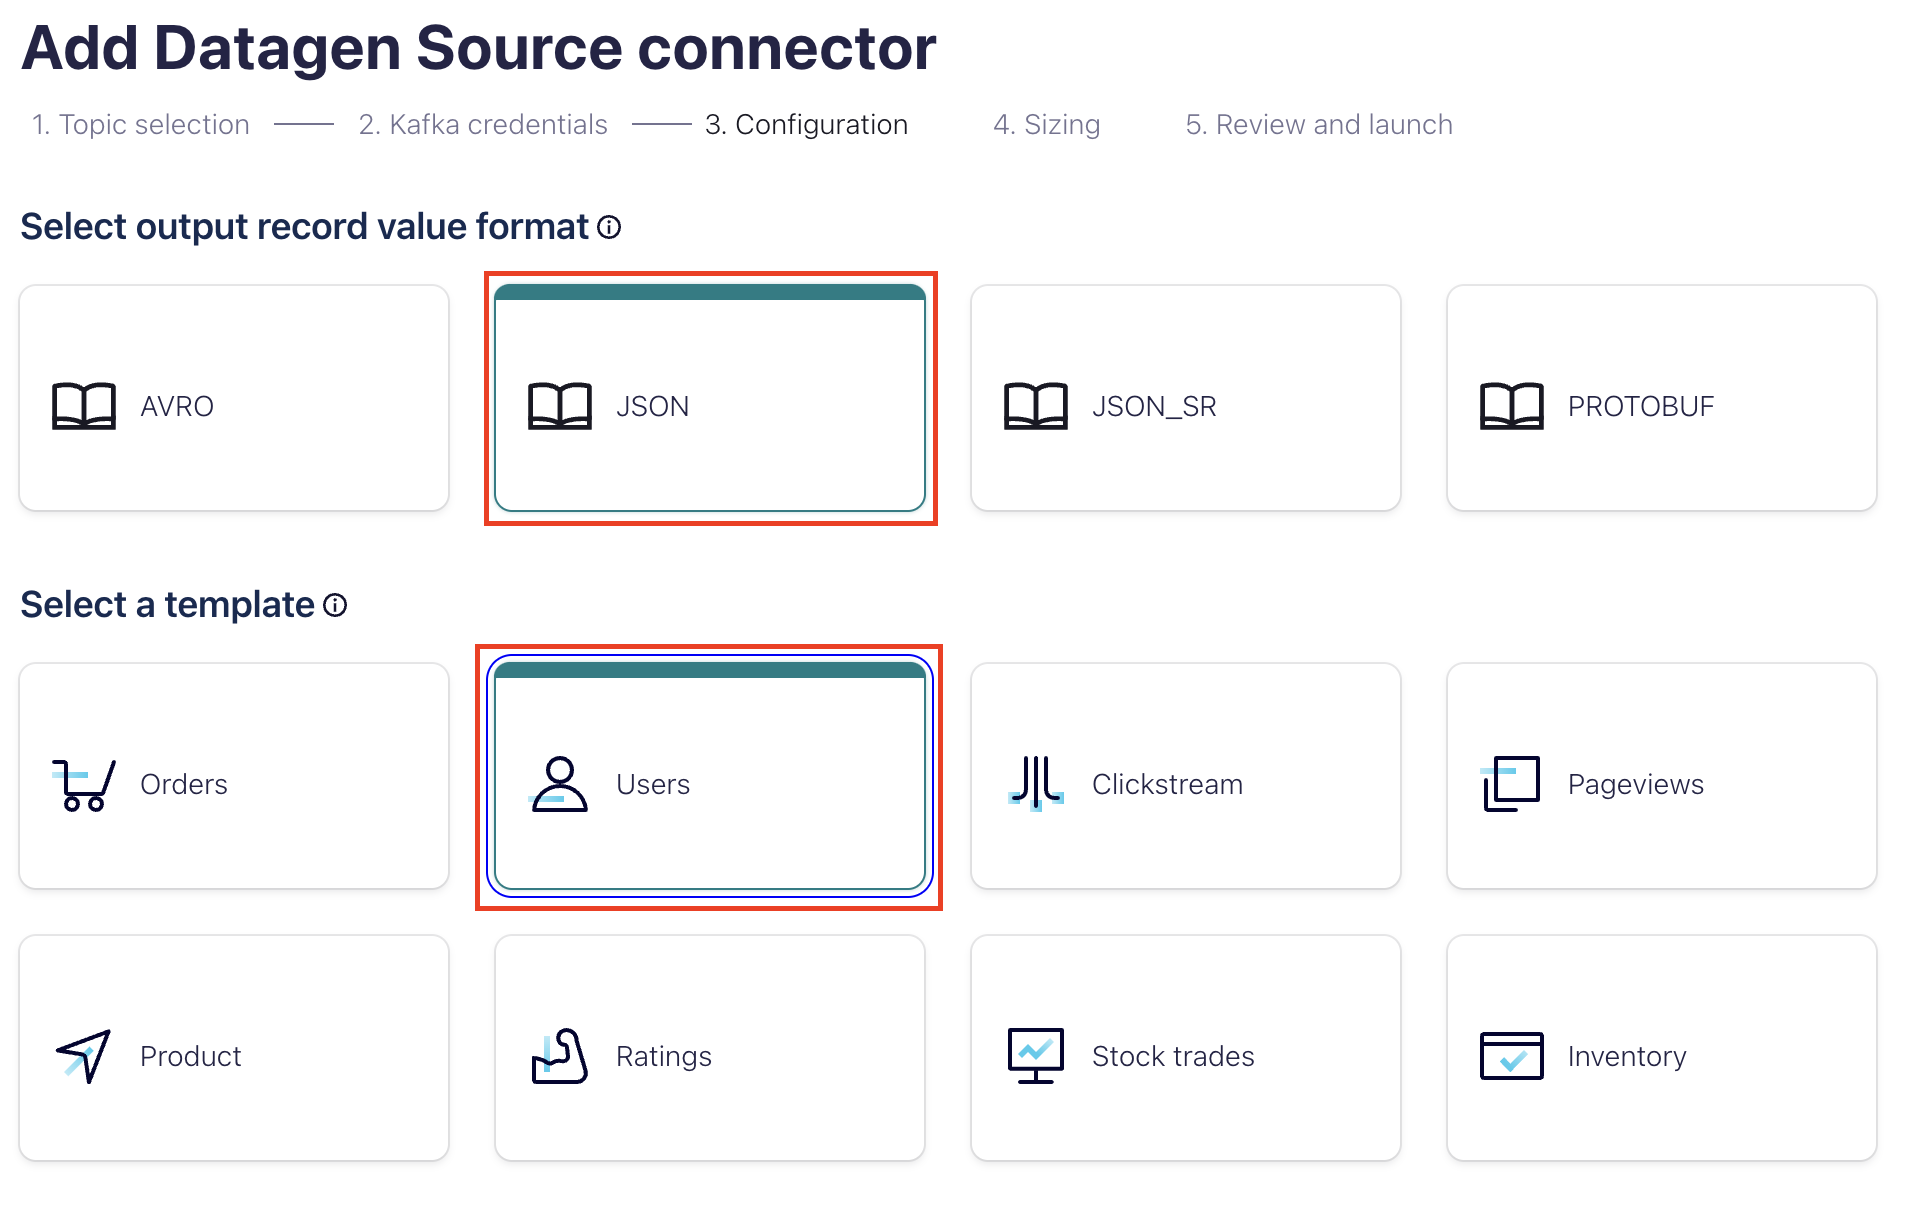 Add Datagen Source connector
1. Topic selection 2. Kafka credentials 3. Configuration 4. Sizing 5. Review and launch
Select output record value format
AVRO JSON JSON_SR PROTOBUF
Select a template
Orders Users Clickstream Pageviews
Product Ratings Stock trades Inventory